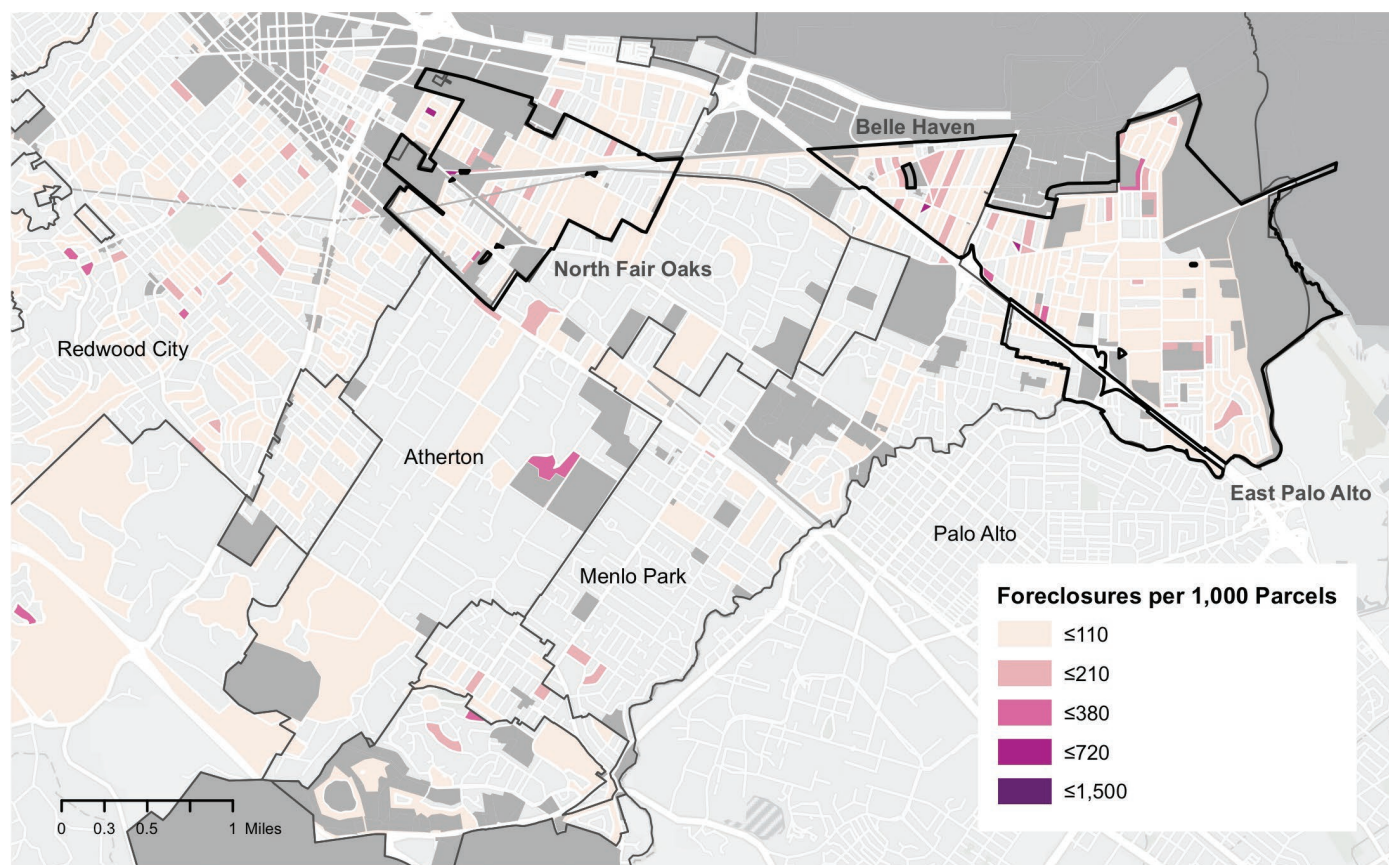 Belle Haven
North Fair Oaks
Redwood City
Atherton
East Palo Alto
Palo Alto
Menlo Park
Foreclosures per 1,000 Parcels
≤110
≤210
≤380
≤720
≤1,500
0 0.3 0.5 1 Miles